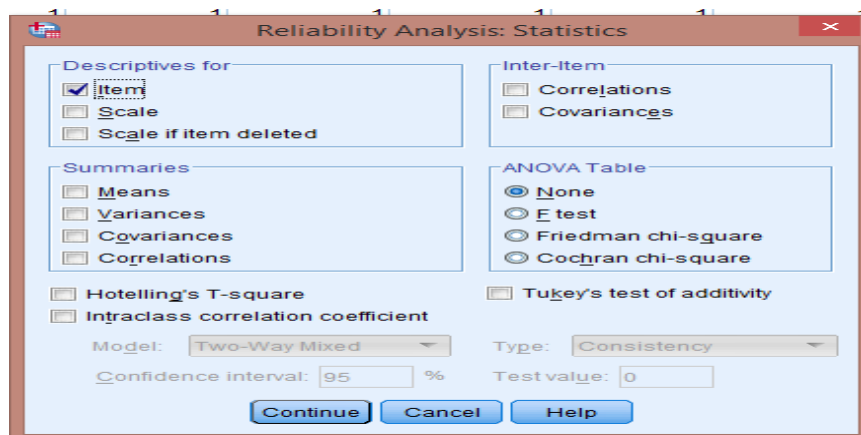 Reliability Analysis: Statistics
Descriptives for
Item
Scale
Scale if item deleted
Inter-Item
Correlations
Covariances
Summaries
Means
Variances
Covariances
Correlations
ANOVA Table
None
F test
Friedman chi-square
Cochran chi-square
Hotelling's T-square
Tukey's test of additivity
Intraclass correlation coefficient
Model: Two-Way Mixed Type: Consistency
Confidence interval: 95 % Test value: 0
Continue Cancel Help